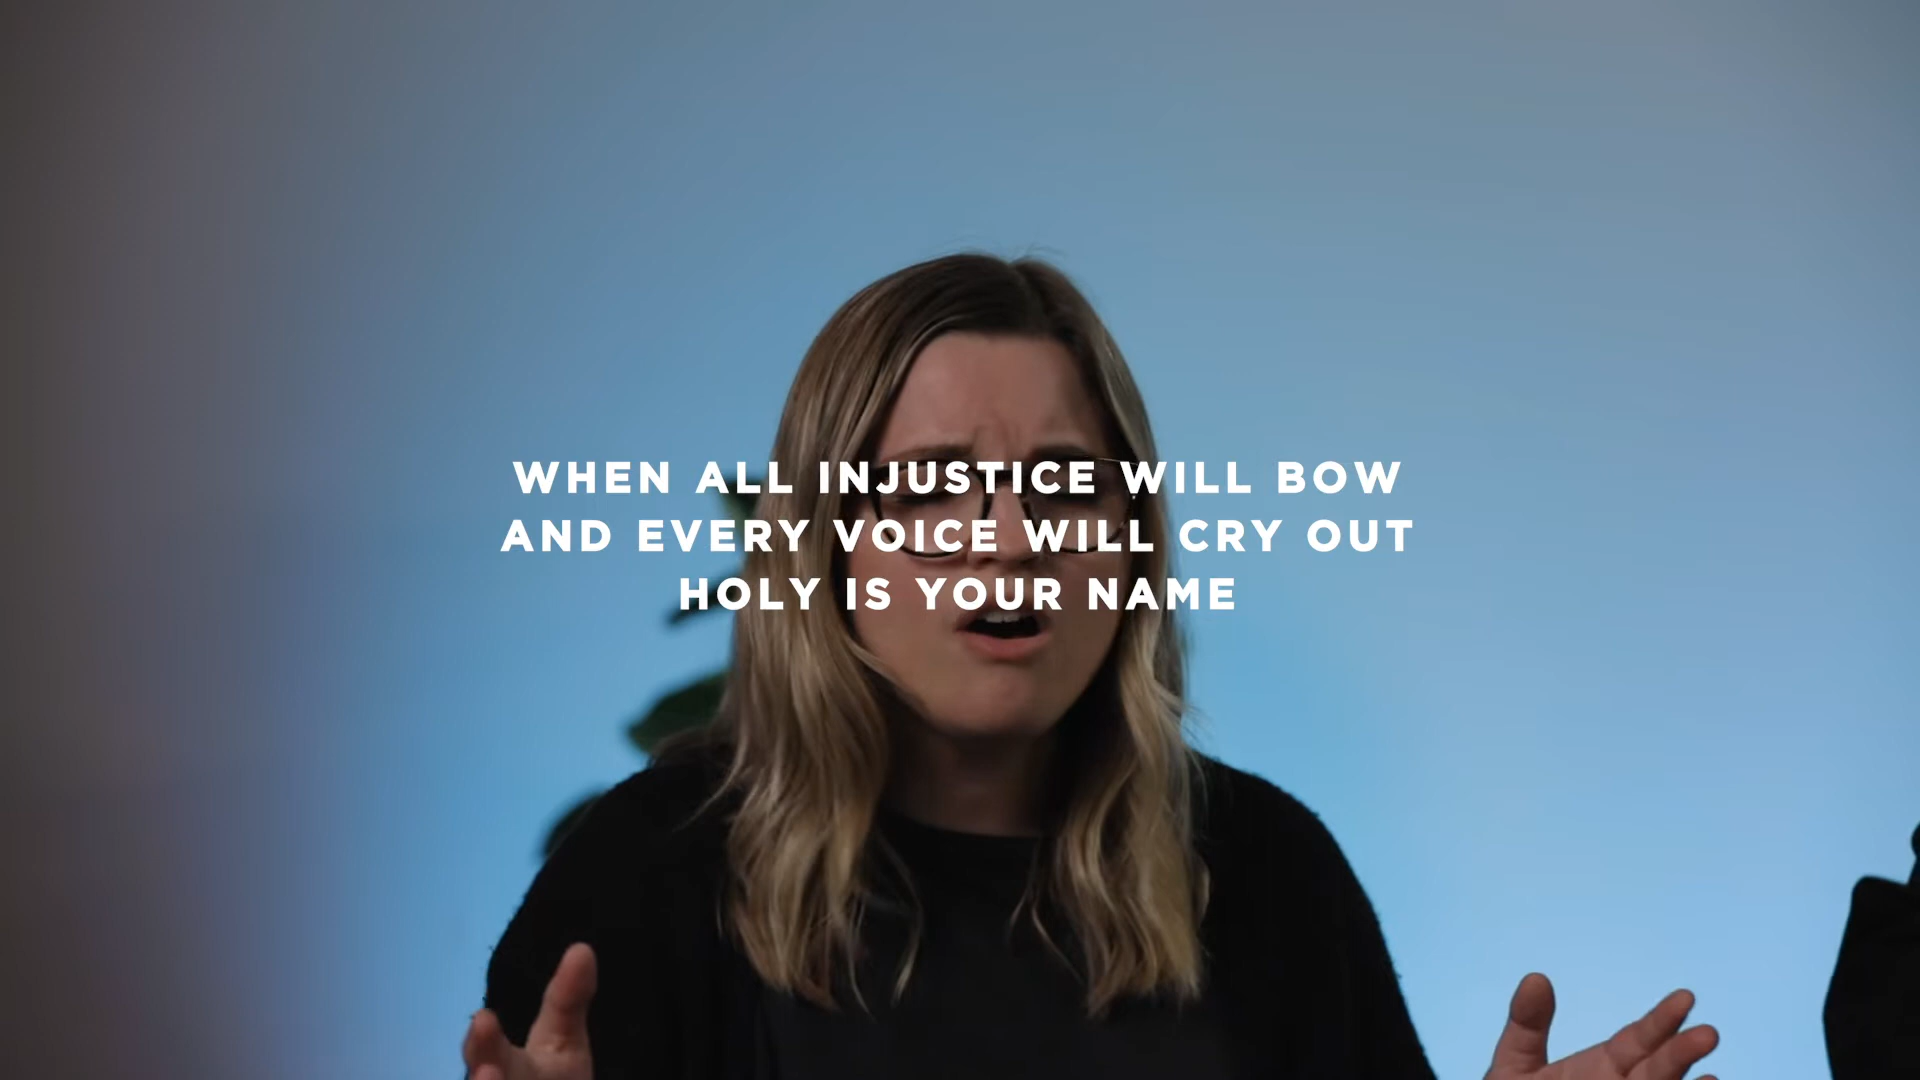 WHEN ALL INJUSTICE WILL BOW
AND EVERY VOICE WILL CRY OUT
HOLY IS YOUR NAME